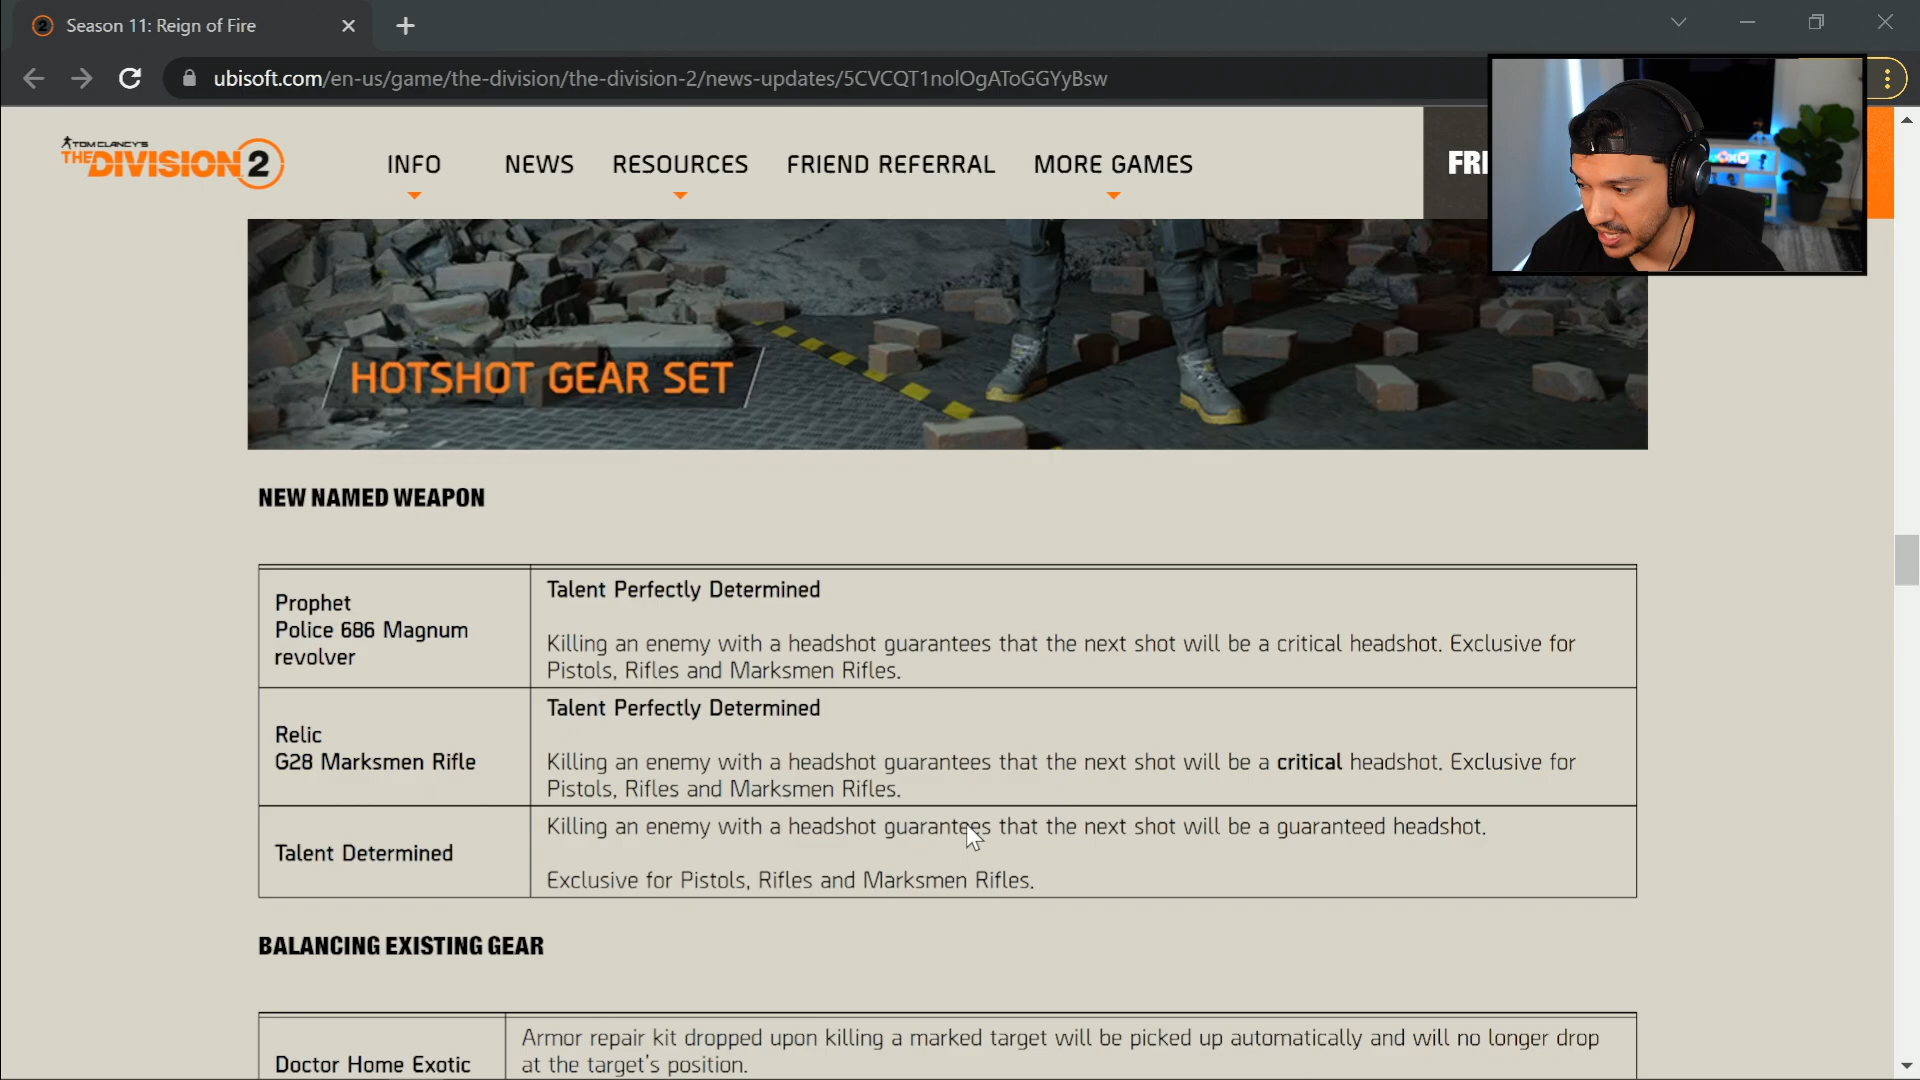 Season 11: Reign of Fire
ubisoft.com/en-us/game/the-division/the-division-2/news-updates/5CVCQT1nolOgAToGGYyBsw
TOM CLANCY'S
THE DIVISION 2
INFO
NEWS
RESOURCES
FRIEND REFERRAL
MORE GAMES
FRI
HOTSHOT GEAR SET
NEW NAMED WEAPON
Prophet
Police 686 Magnum
revolver
Talent Perfectly Determined
Killing an enemy with a headshot guarantees that the next shot will be a critical headshot. Exclusive for
Pistols, Rifles and Marksmen Rifles.
Relic
G28 Marksmen Rifle
Talent Perfectly Determined
Killing an enemy with a headshot guarantees that the next shot will be a critical headshot. Exclusive for
Pistols, Rifles and Marksmen Rifles.
Talent Determined
Killing an enemy with a headshot guarantees that the next shot will be a guaranteed headshot.
Exclusive for Pistols, Rifles and Marksmen Rifles.
BALANCING EXISTING GEAR
Doctor Home Exotic
Armor repair kit dropped upon killing a marked target will be picked up automatically and will no longer drop
at the target's position.